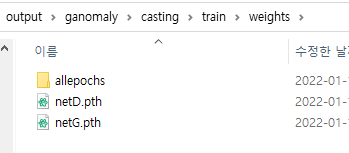 output > ganomaly > casting > train > weights >
이름 수정한 날
allepochs 2022-01-
netD.pth 2022-01-
netG.pth 2022-01-